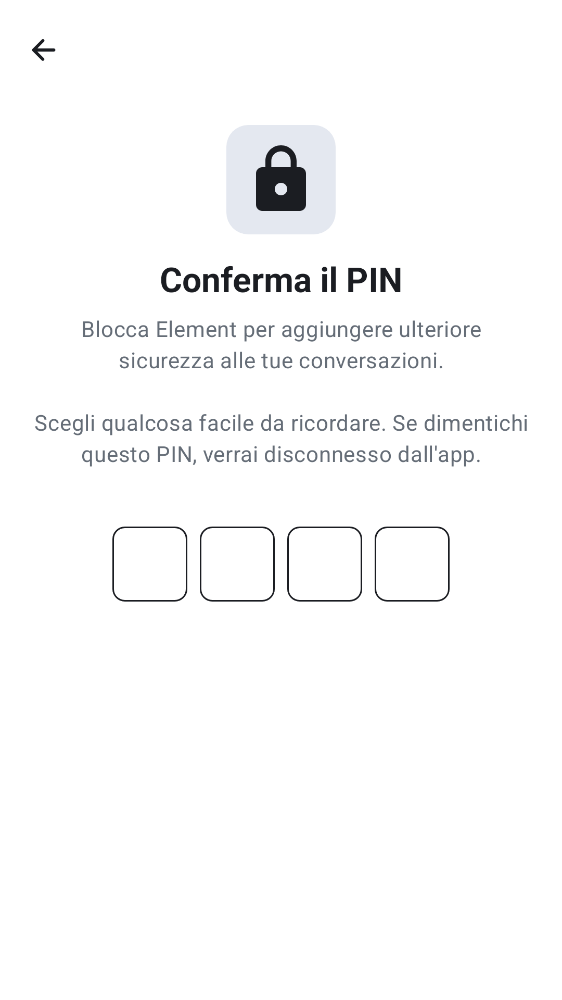 Conferma il PIN
Blocca Element per aggiungere ulteriore
sicurezza alle tue conversazioni.
Scegli qualcosa facile da ricordare. Se dimentichi
questo PIN, verrai disconnesso dall'app.